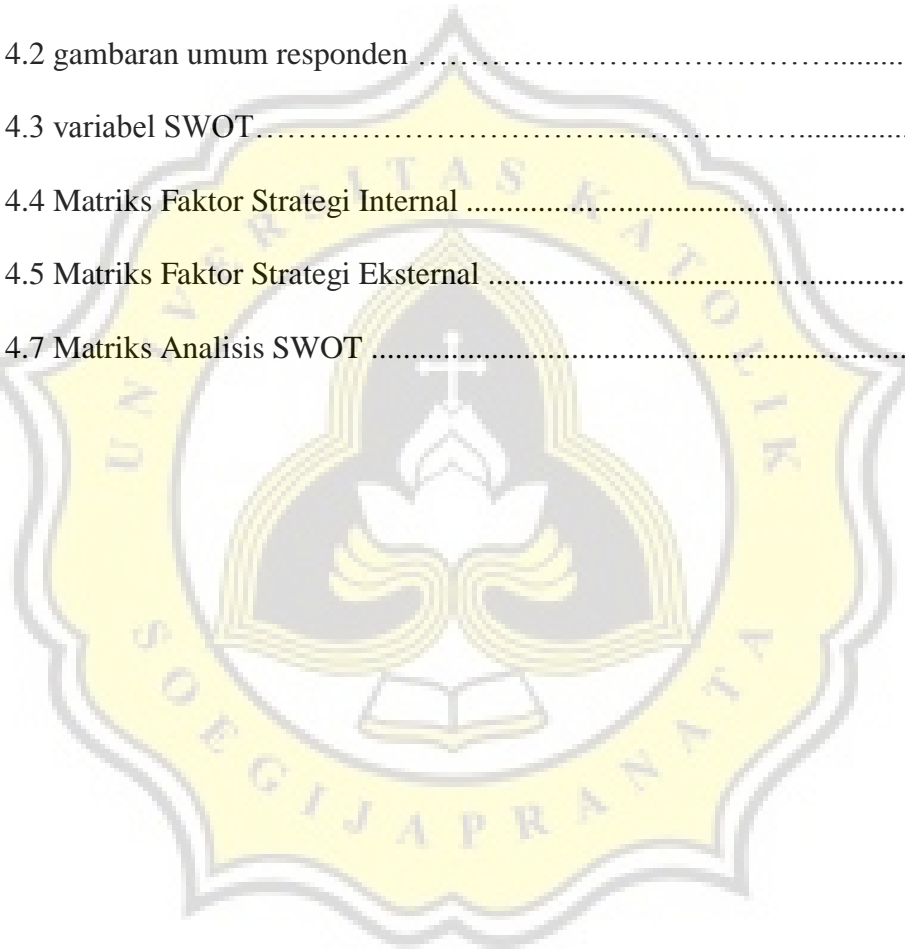 4.2 gambaran umum responden ……………………………………….........
4.3 variabel SWOT…………………………………………………...............
4.4 Matriks Faktor Strategi Internal ......................................................
4.5 Matriks Faktor Strategi Eksternal ...................................................
4.7 Matriks Analisis SWOT ..................................................................
UNIVERSITAS KATOLIK
SOEGIJAPRANATA